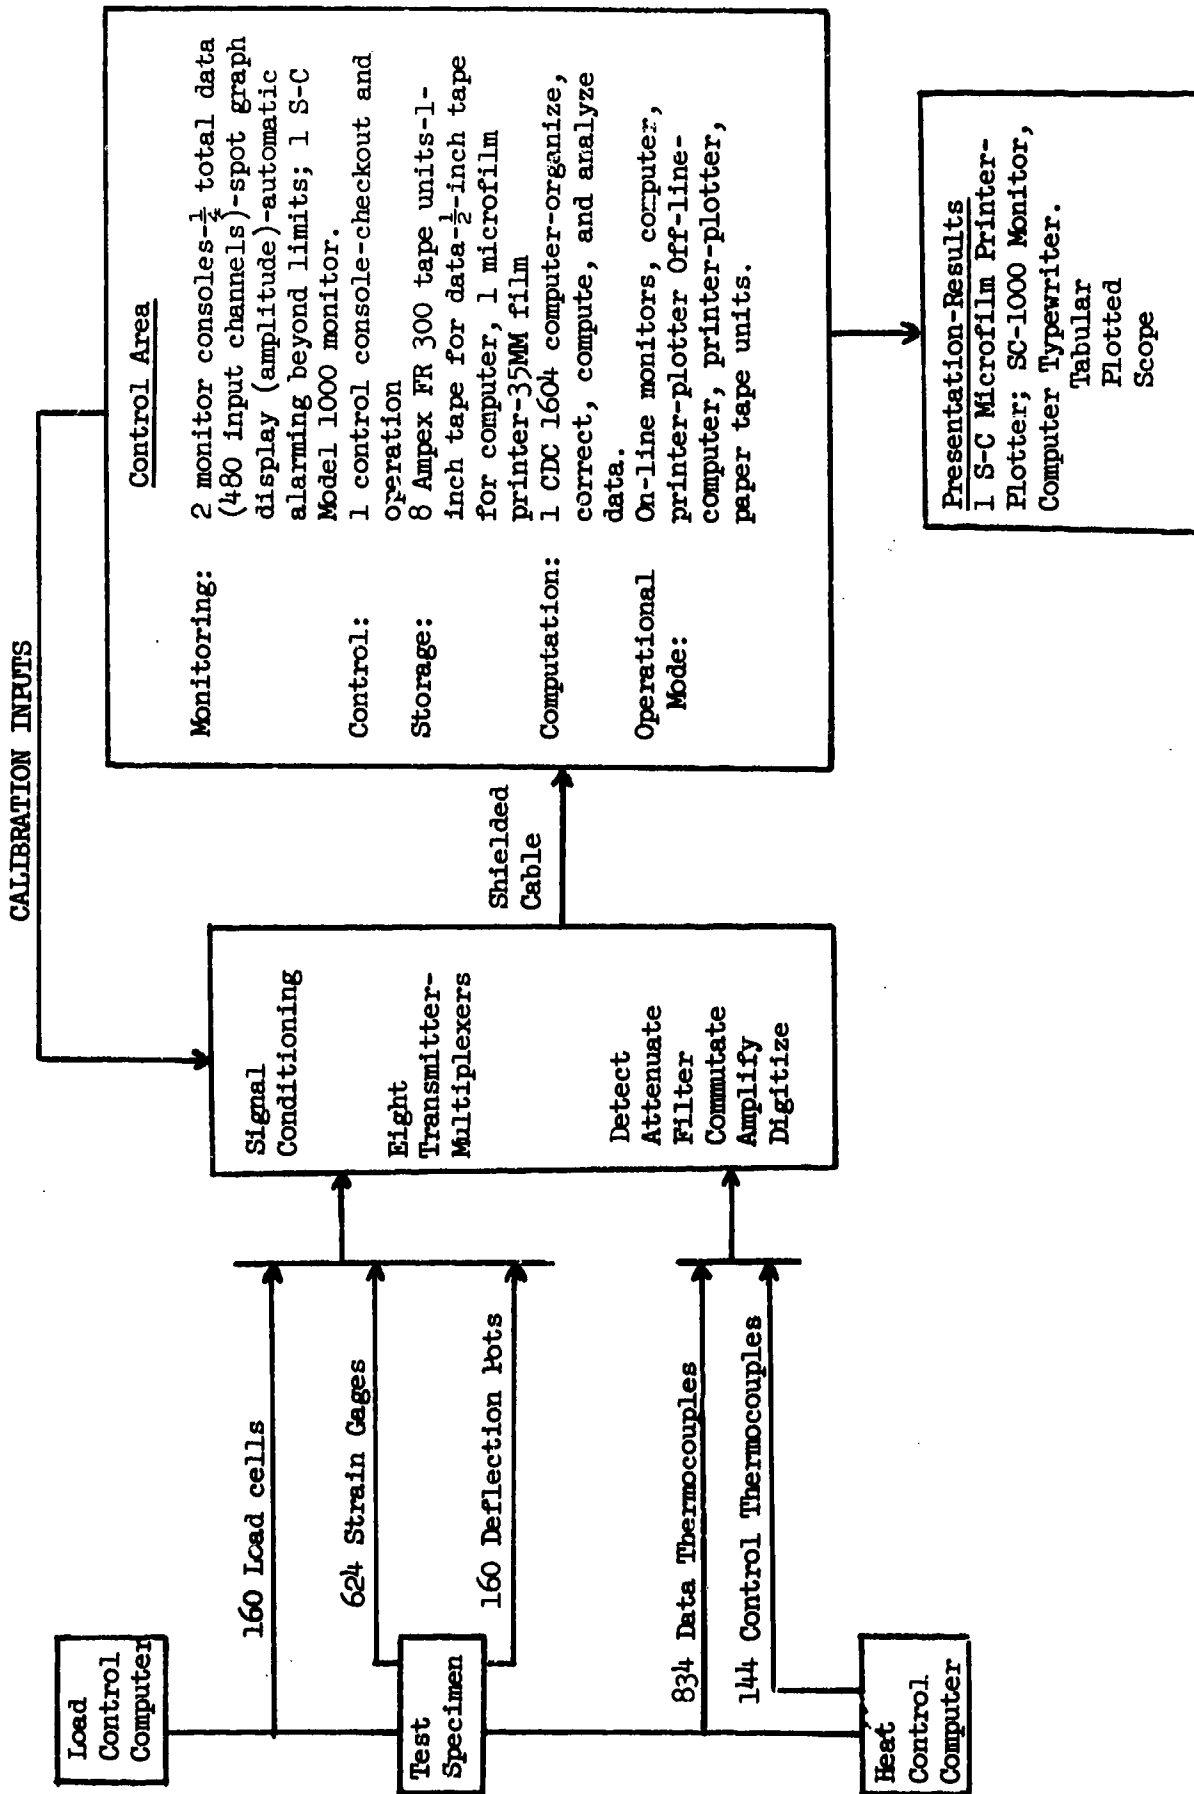 CALIBRATION INPUTS
Load
Control
Computer
Test
Specimen
Heat
Control
Computer
160 Load cells
624 Strain Gages
160 Deflection Pots
834 Data Thermocouples
144 Control Thermocouples
Signal
Conditioning
Eight
Transmitter-
Multiplexers
Detect
Attenuate
Filter
Commutate
Amplify
Digitize
Shielded
Cable
Control Area
Monitoring: 2 monitor consoles-1/4 total data
(480 input channels)-spot graph
display (amplitude)-automatic
alarming beyond limits; 1 S-C
Model 1000 monitor.
Control: 1 control console-checkout and
operation
Storage: 8 Ampex FR 300 tape units-1-
inch tape for data-1/2-inch tape
for computer, 1 microfilm
printer-35MM film
Computation: 1 CDC 1604 computer-organize,
correct, compute, and analyze
data.
Operational On-line monitors, computer,
Mode: printer-plotter Off-line-
computer, printer-plotter,
paper tape units.
Presentation-Results
1 S-C Microfilm Printer-
Plotter; SC-1000 Monitor,
Computer Typewriter.
Tabular
Plotted
Scope